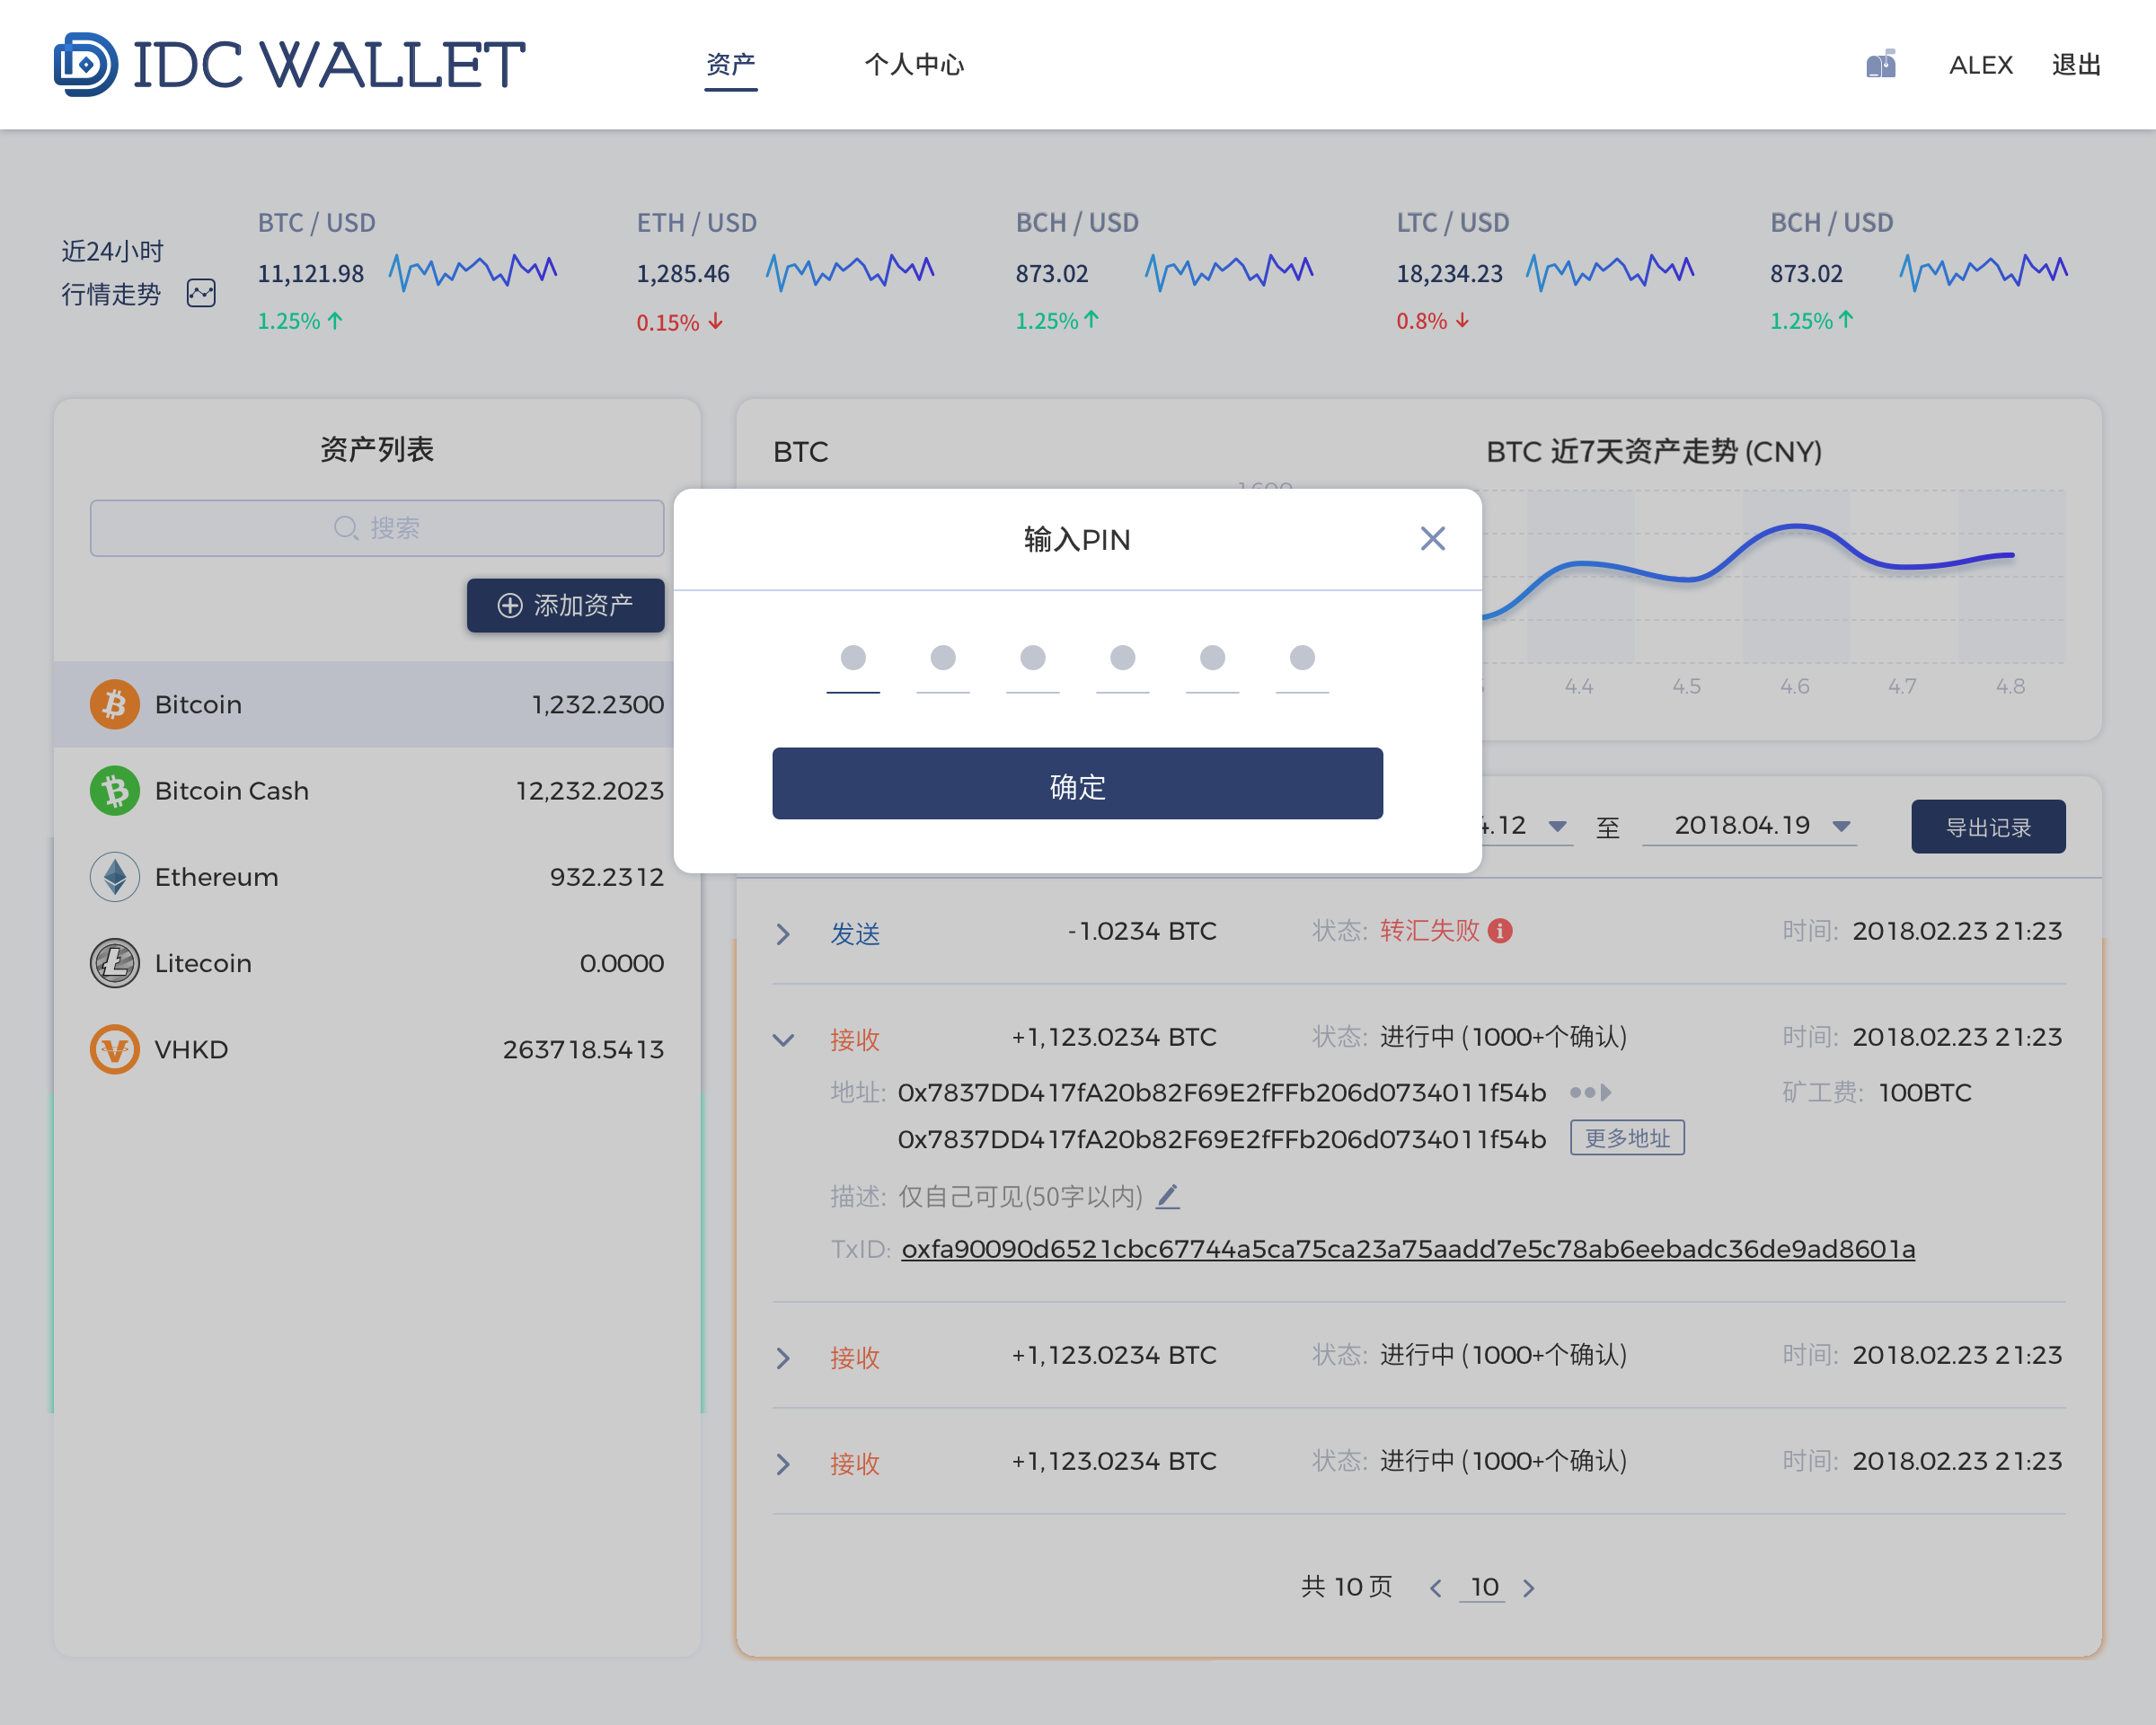 IDC WALLET
资产
个人中心
ALEX
退出
近24小时
行情走势
BTC / USD
11,121.98
1.25%
ETH / USD
1,285.46
0.15%
BCH / USD
873.02
1.25%
LTC / USD
18,234.23
0.8%
BCH / USD
873.02
1.25%
资产列表
搜索
添加资产
Bitcoin 1,232.2300
Bitcoin Cash 12,232.2023
Ethereum 932.2312
Litecoin 0.0000
VHKD 263718.5413
BTC
BTC 近7天资产走势 (CNY)
4.4 4.5 4.6 4.7 4.8
输入PIN
确定
4.12 至 2018.04.19
导出记录
发送 -1.0234 BTC 状态: 转汇失败 时间: 2018.02.23 21:23
接收 +1,123.0234 BTC 状态: 进行中 (1000+个确认) 时间: 2018.02.23 21:23
地址: 0x7837DD417fA20b82F69E2fFFb206d0734011f54b 矿工费: 100BTC
0x7837DD417fA20b82F69E2fFFb206d0734011f54b 更多地址
描述: 仅自己可见(50字以内)
TxID: oxfa90090d6521cbc67744a5ca75ca23a75aadd7e5c78ab6eebadc36de9ad8601a
接收 +1,123.0234 BTC 状态: 进行中 (1000+个确认) 时间: 2018.02.23 21:23
接收 +1,123.0234 BTC 状态: 进行中 (1000+个确认) 时间: 2018.02.23 21:23
共 10 页 10